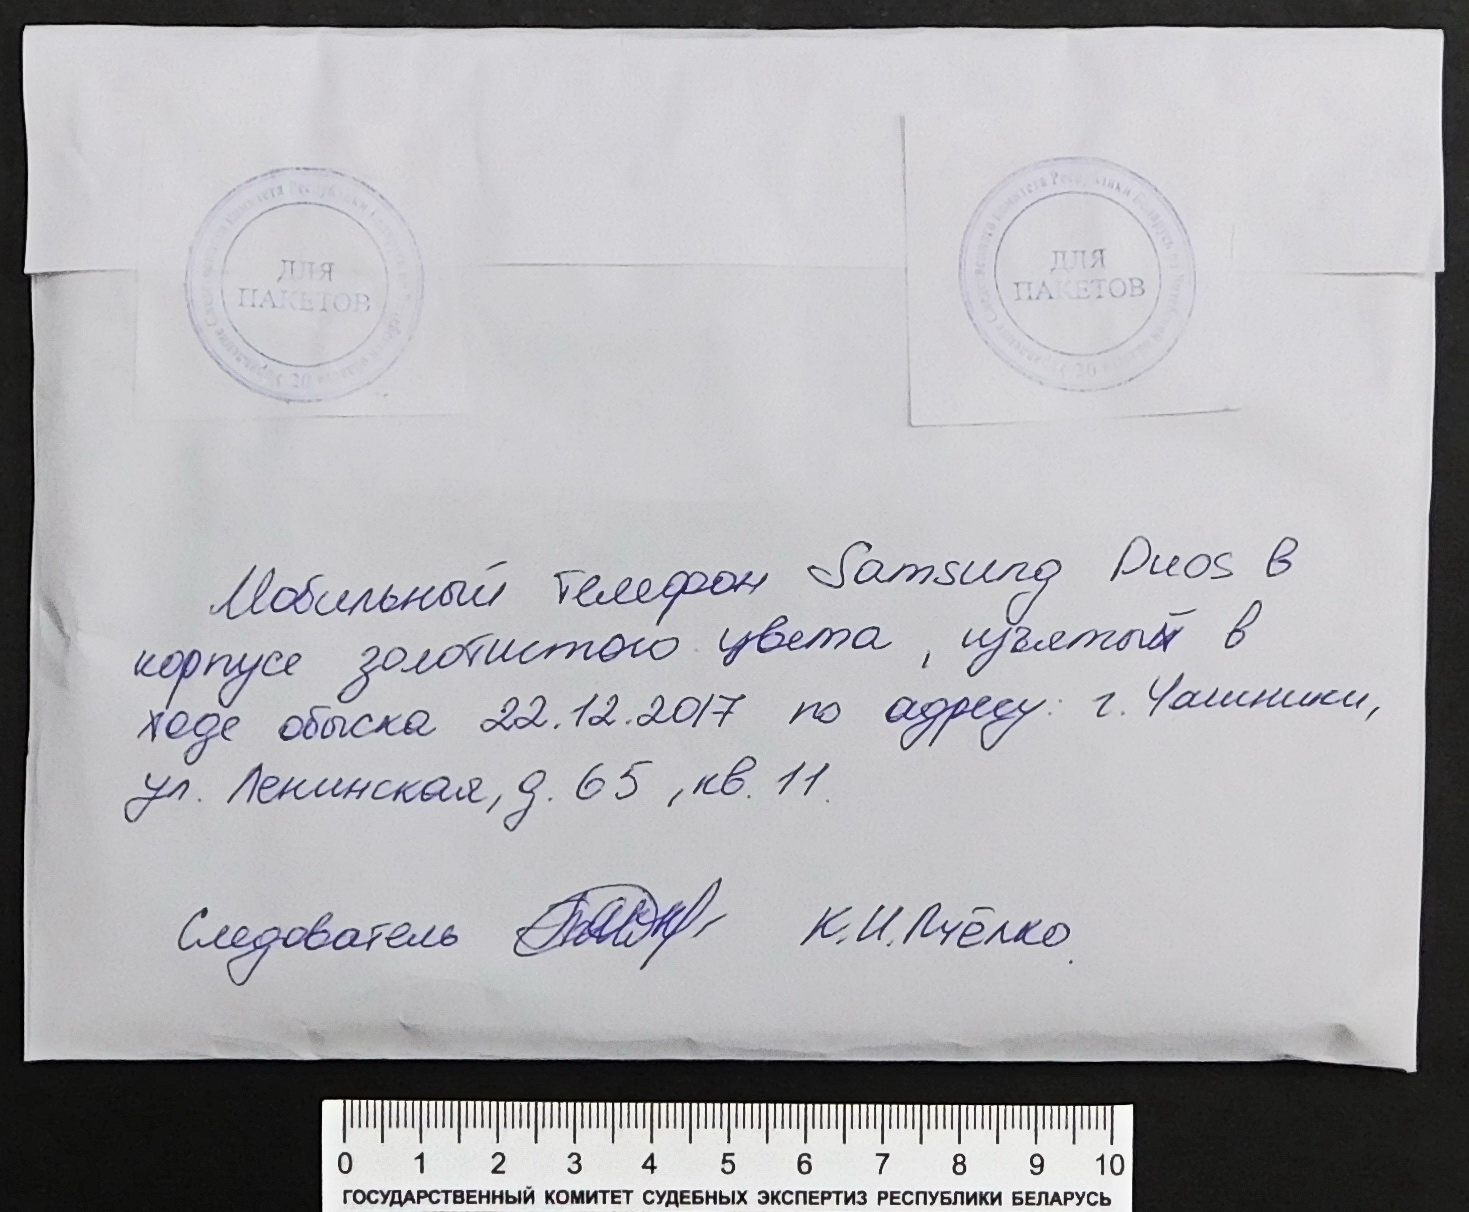 ДЛЯ
ПАКЕТОВ
ДЛЯ
ПАКЕТОВ
Мобильный телефон Samsung Duos в
корпусе золотистого цвета, изъятый в
ходе обыска 22.12.2017 по адресу: г. Чашники,
ул. Ленинская, д. 65, кв. 11.
Следователь К.И. Пчёлко.
0 1 2 3 4 5 6 7 8 9 10
ГОСУДАРСТВЕННЫЙ КОМИТЕТ СУДЕБНЫХ ЭКСПЕРТИЗ РЕСПУБЛИКИ БЕЛАРУСЬ